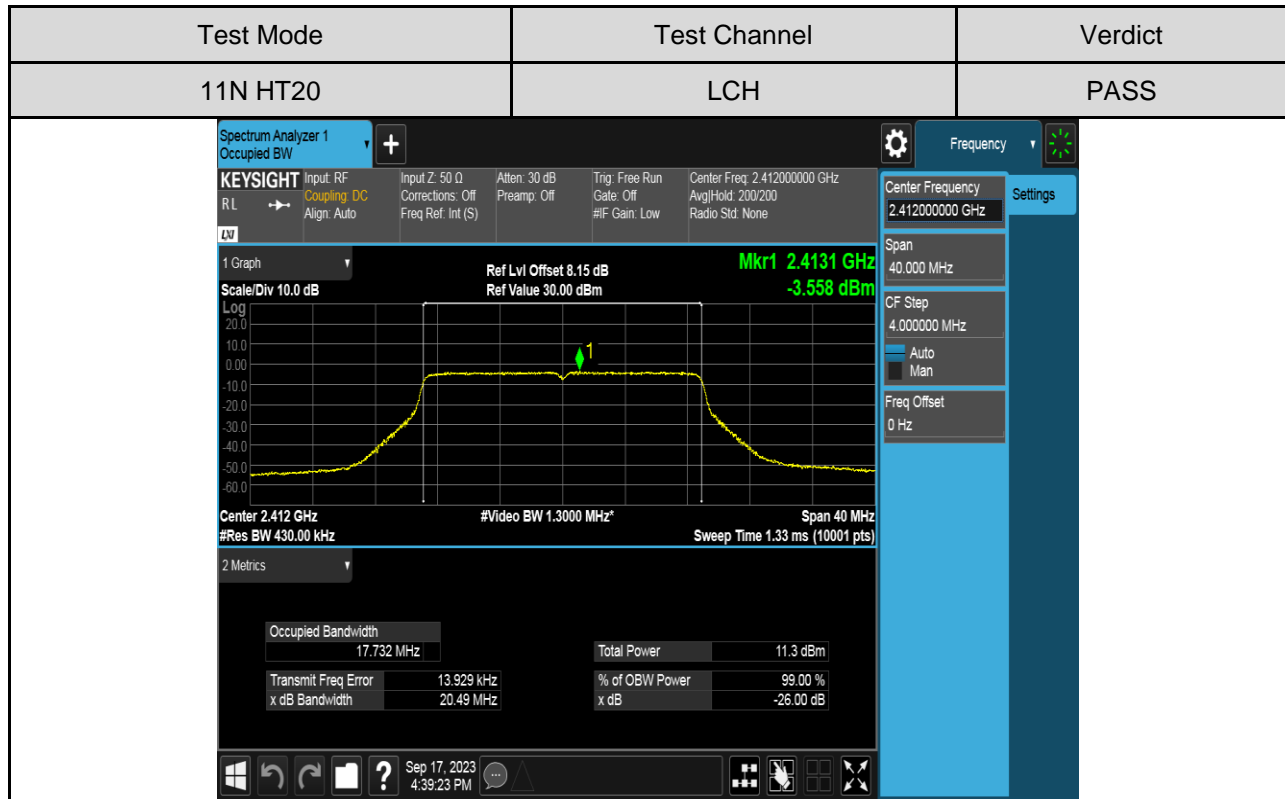 Test Mode Test Channel Verdict
11N HT20 LCH PASS
Spectrum Analyzer 1
Occupied BW
+
Frequency
KEYSIGHT Input: RF Input Z: 50 Ω Atten: 30 dB Trig: Free Run Center Freq: 2.412000000 GHz
RL Coupling: DC Corrections: Off Preamp: Off Gate: Off Avg|Hold: 200/200
Align: Auto Freq Ref: Int (S) #IF Gain: Low Radio Std: None
LXI
Center Frequency
2.412000000 GHz
Settings
Span
40.000 MHz
CF Step
4.000000 MHz
Auto
Man
Freq Offset
0 Hz
1 Graph Ref Lvl Offset 8.15 dB Mkr1 2.4131 GHz
Scale/Div 10.0 dB Ref Value 30.00 dBm -3.558 dBm
Log
20.0
10.0
1
0.00
-10.0
-20.0
-30.0
-40.0
-50.0
-60.0
Center 2.412 GHz #Video BW 1.3000 MHz* Span 40 MHz
#Res BW 430.00 kHz Sweep Time 1.33 ms (10001 pts)
2 Metrics
Occupied Bandwidth
17.732 MHz Total Power 11.3 dBm
Transmit Freq Error 13.929 kHz % of OBW Power 99.00 %
x dB Bandwidth 20.49 MHz x dB -26.00 dB
? Sep 17, 2023
4:39:23 PM